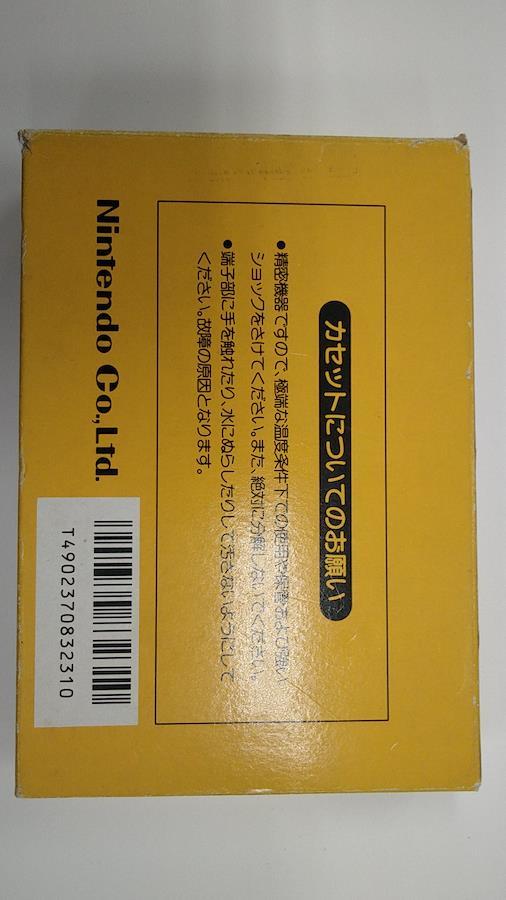 カセットについてのお願い
●精密機器ですので、極端な温度条件下での使用や保管および強い
ショックをさけてください。また、絶対に分解しないでください。
●端子部に手を触れたり、水にぬらしたりして汚さないようにして
ください。故障の原因となります。
Nintendo Co.,Ltd.
T4902370832310